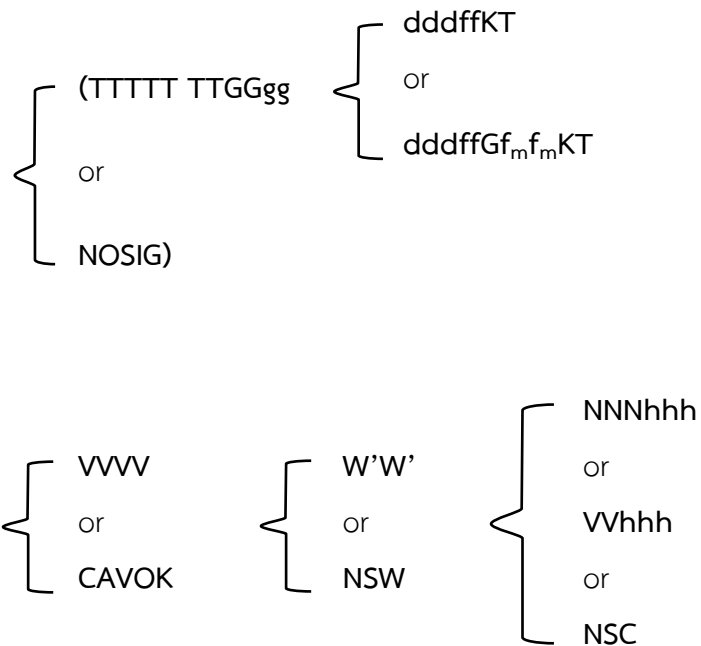 (TTTTT TTGGgg
or
NOSIG)
dddffKT
or
dddffGfmfmKT
VVVV
or
CAVOK
W’W’
or
NSW
NNNhhh
or
VVhhh
or
NSC